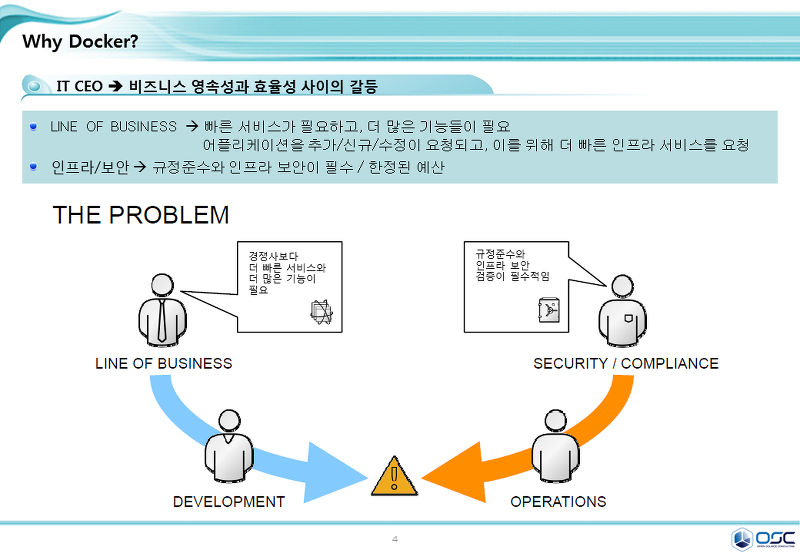 Why Docker?
IT CEO → 비즈니스 영속성과 효율성 사이의 갈등
LINE OF BUSINESS → 빠른 서비스가 필요하고, 더 많은 기능들이 필요
어플리케이션을 추가/신규/수정이 요청되고, 이를 위해 더 빠른 인프라 서비스를 요청
인프라/보안 → 규정준수와 인프라 보안이 필수 / 한정된 예산
THE PROBLEM
경쟁사보다
더 빠른 서비스와
더 많은 기능이
필요
규정준수와
인프라 보안
검증이 필수적임
LINE OF BUSINESS
SECURITY / COMPLIANCE
DEVELOPMENT
OPERATIONS
4
OSC
OPEN SOURCE CONSULTING